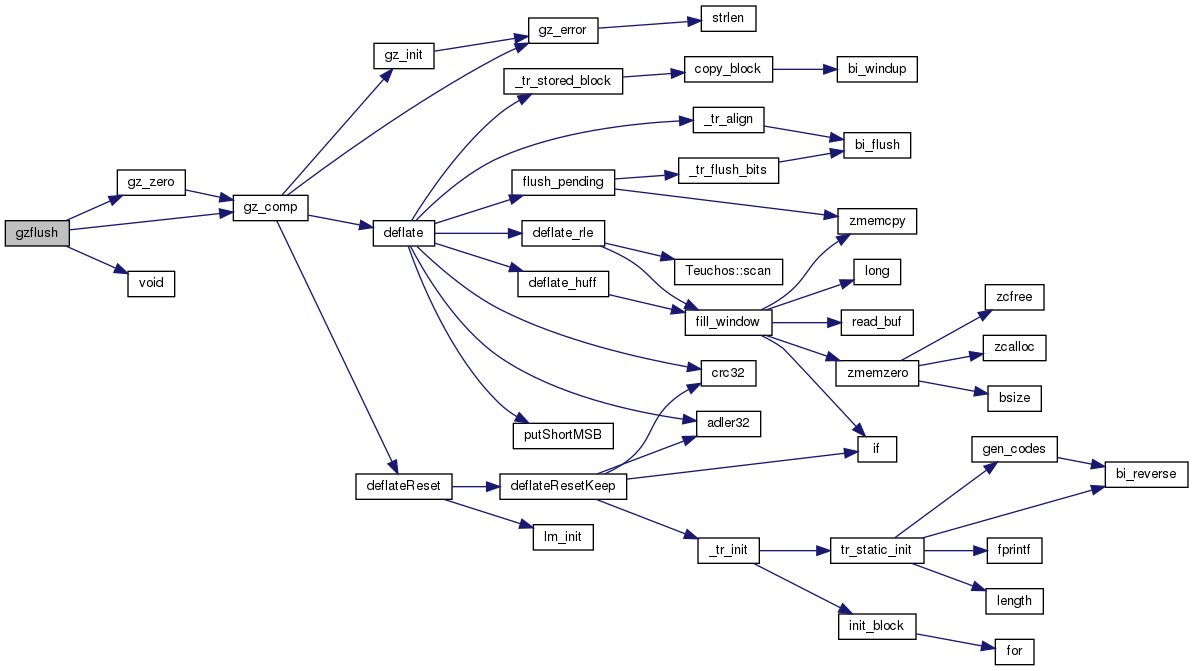 strlen
gz_error
gz_init
copy_block
bi_windup
_tr_stored_block
_tr_align
bi_flush
_tr_flush_bits
flush_pending
gz_zero
gz_comp
zmemcpy
gzflush
deflate
deflate_rle
Teuchos::scan
long
void
deflate_huff
zcfree
fill_window
read_buf
zcalloc
crc32
zmemzero
bsize
adler32
putShortMSB
if
gen_codes
bi_reverse
deflateReset
deflateResetKeep
lm_init
_tr_init
tr_static_init
fprintf
length
init_block
for